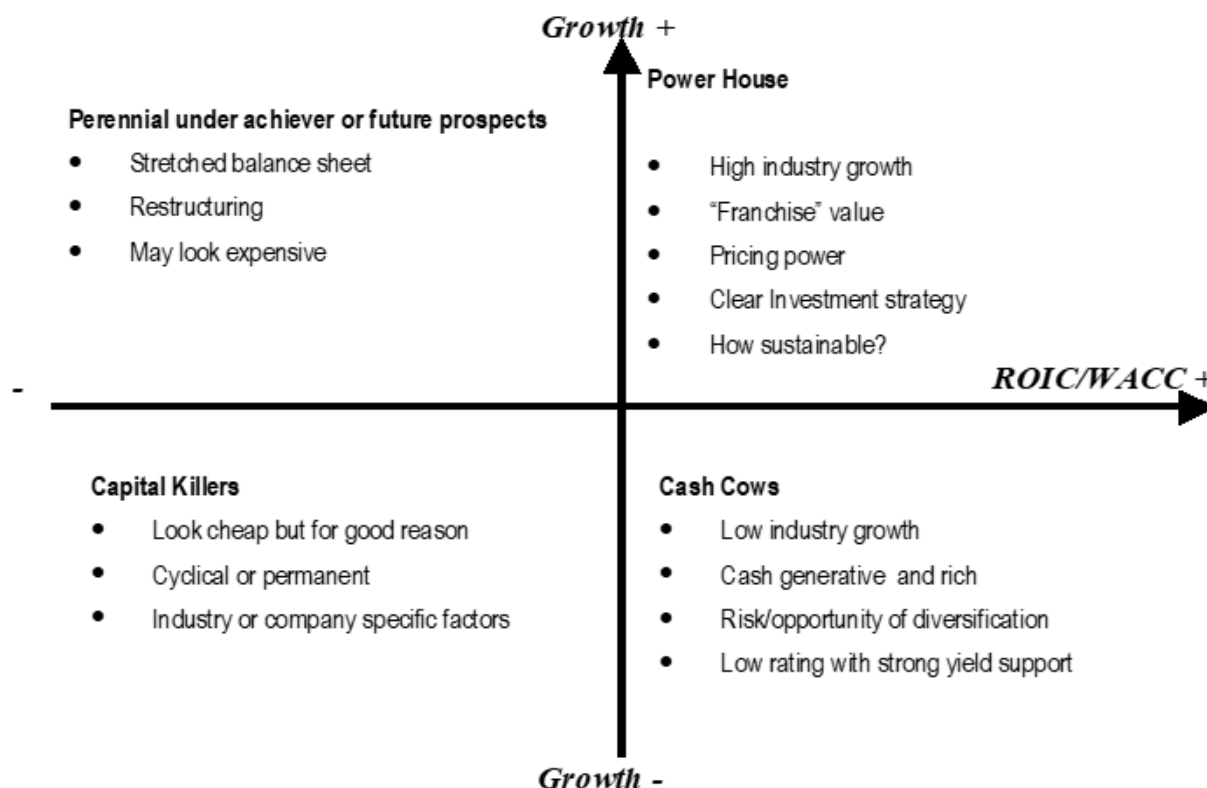 Growth +
Power House
Perennial under achiever or future prospects
• Stretched balance sheet
• Restructuring
• May look expensive
• High industry growth
• “Franchise” value
• Pricing power
• Clear Investment strategy
• How sustainable?
-
ROIC/WACC +
Capital Killers
• Look cheap but for good reason
• Cyclical or permanent
• Industry or company specific factors
Cash Cows
• Low industry growth
• Cash generative and rich
• Risk/opportunity of diversification
• Low rating with strong yield support
Growth -